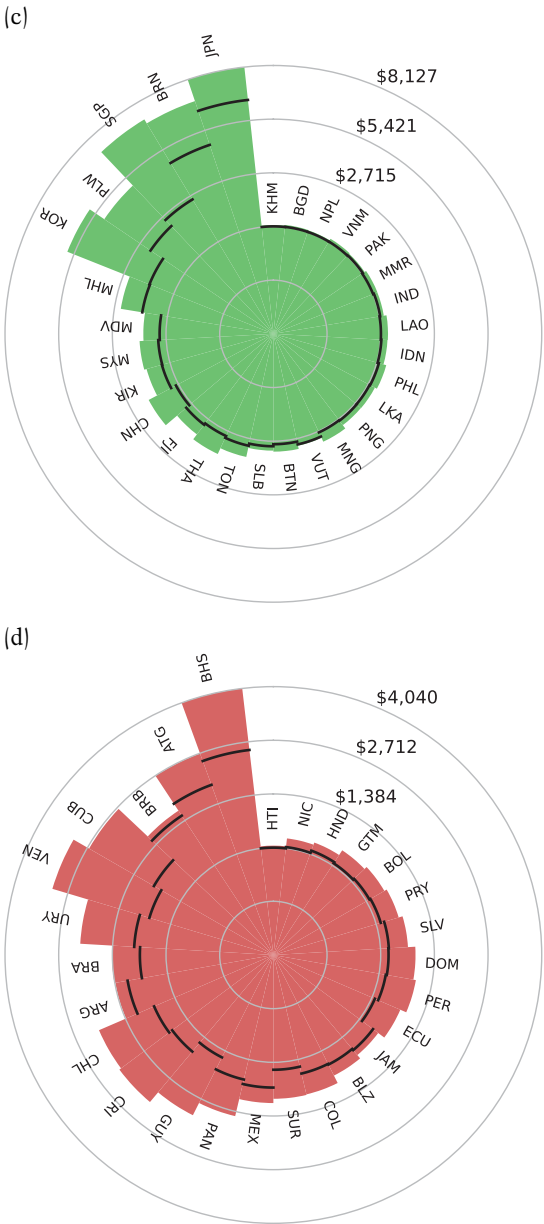 (c)
$8,127
$5,421
$2,715
KHM
BGD
NPL
VNM
PAK
MMR
IND
LAO
IDN
PHL
LKA
PNG
MNG
VUT
BTN
SLB
TON
THA
FJI
CHN
KIR
MYS
MDV
MHL
KOR
PLW
SGP
BRN
JPN
(d)
$4,040
$2,712
$1,384
HTI
NIC
HND
GTM
BOL
PRY
SLV
DOM
PER
ECU
JAM
BLZ
COL
SUR
MEX
PAN
GUY
CRI
CHL
ARG
BRA
URY
VEN
CUB
BRB
ATG
BHS